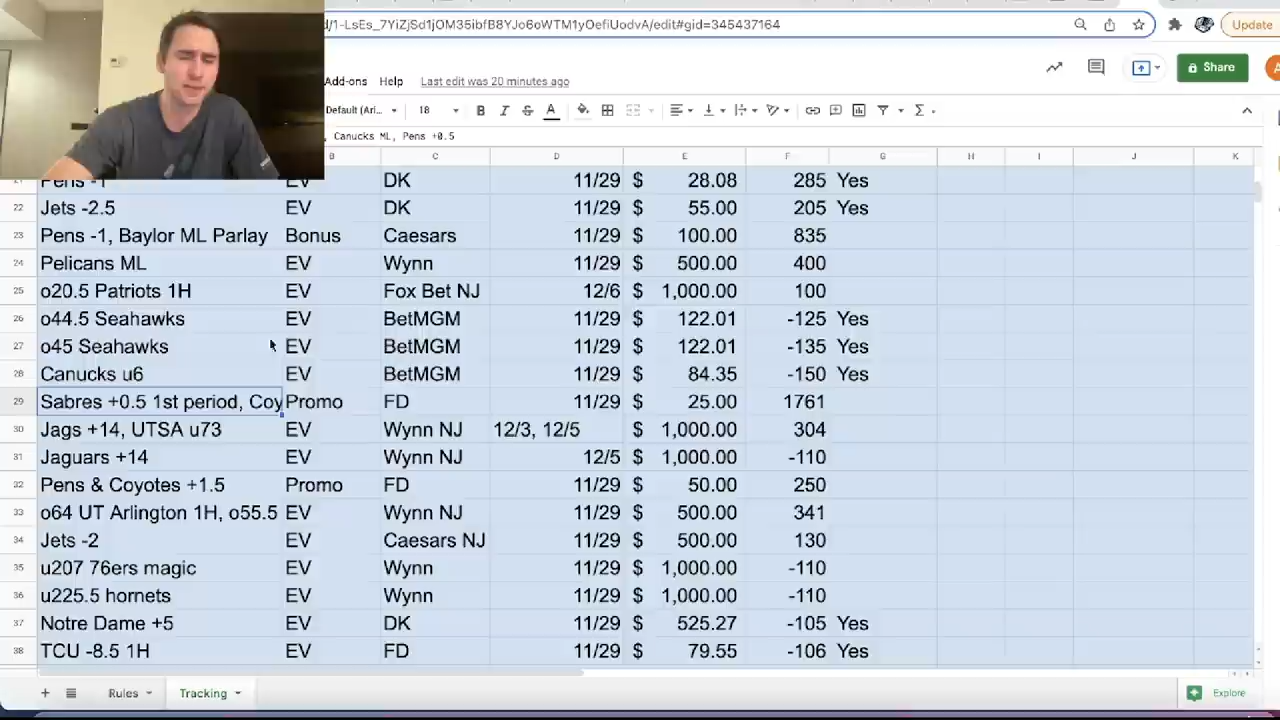 /1-LsEs_7YiZjSd1jOM35ibfB8YJo6oWTM1yOefiUodvA/edit#gid=345437164
Update
Add-ons Help Last edit was 20 minutes ago
Share
Default (Ari... 18
Canucks ML, Pens +0.5
B C D E F G H I J K
Pens -1 EV DK 11/29 $ 28.08 285 Yes
22 Jets -2.5 EV DK 11/29 $ 55.00 205 Yes
23 Pens -1, Baylor ML Parlay Bonus Caesars 11/29 $ 100.00 835
24 Pelicans ML EV Wynn 11/29 $ 500.00 400
25 o20.5 Patriots 1H EV Fox Bet NJ 12/6 $ 1,000.00 100
26 o44.5 Seahawks EV BetMGM 11/29 $ 122.01 -125 Yes
27 o45 Seahawks EV BetMGM 11/29 $ 122.01 -135 Yes
28 Canucks u6 EV BetMGM 11/29 $ 84.35 -150 Yes
29 Sabres +0.5 1st period, Coy Promo FD 11/29 $ 25.00 1761
30 Jags +14, UTSA u73 EV Wynn NJ 12/3, 12/5 $ 1,000.00 304
31 Jaguars +14 EV Wynn NJ 12/5 $ 1,000.00 -110
32 Pens & Coyotes +1.5 Promo FD 11/29 $ 50.00 250
33 o64 UT Arlington 1H, o55.5 EV Wynn NJ 11/29 $ 500.00 341
34 Jets -2 EV Caesars NJ 11/29 $ 500.00 130
35 u207 76ers magic EV Wynn 11/29 $ 1,000.00 -110
36 u225.5 hornets EV Wynn 11/29 $ 1,000.00 -110
37 Notre Dame +5 EV DK 11/29 $ 525.27 -105 Yes
38 TCU -8.5 1H EV FD 11/29 $ 79.55 -106 Yes
Rules Tracking Explore